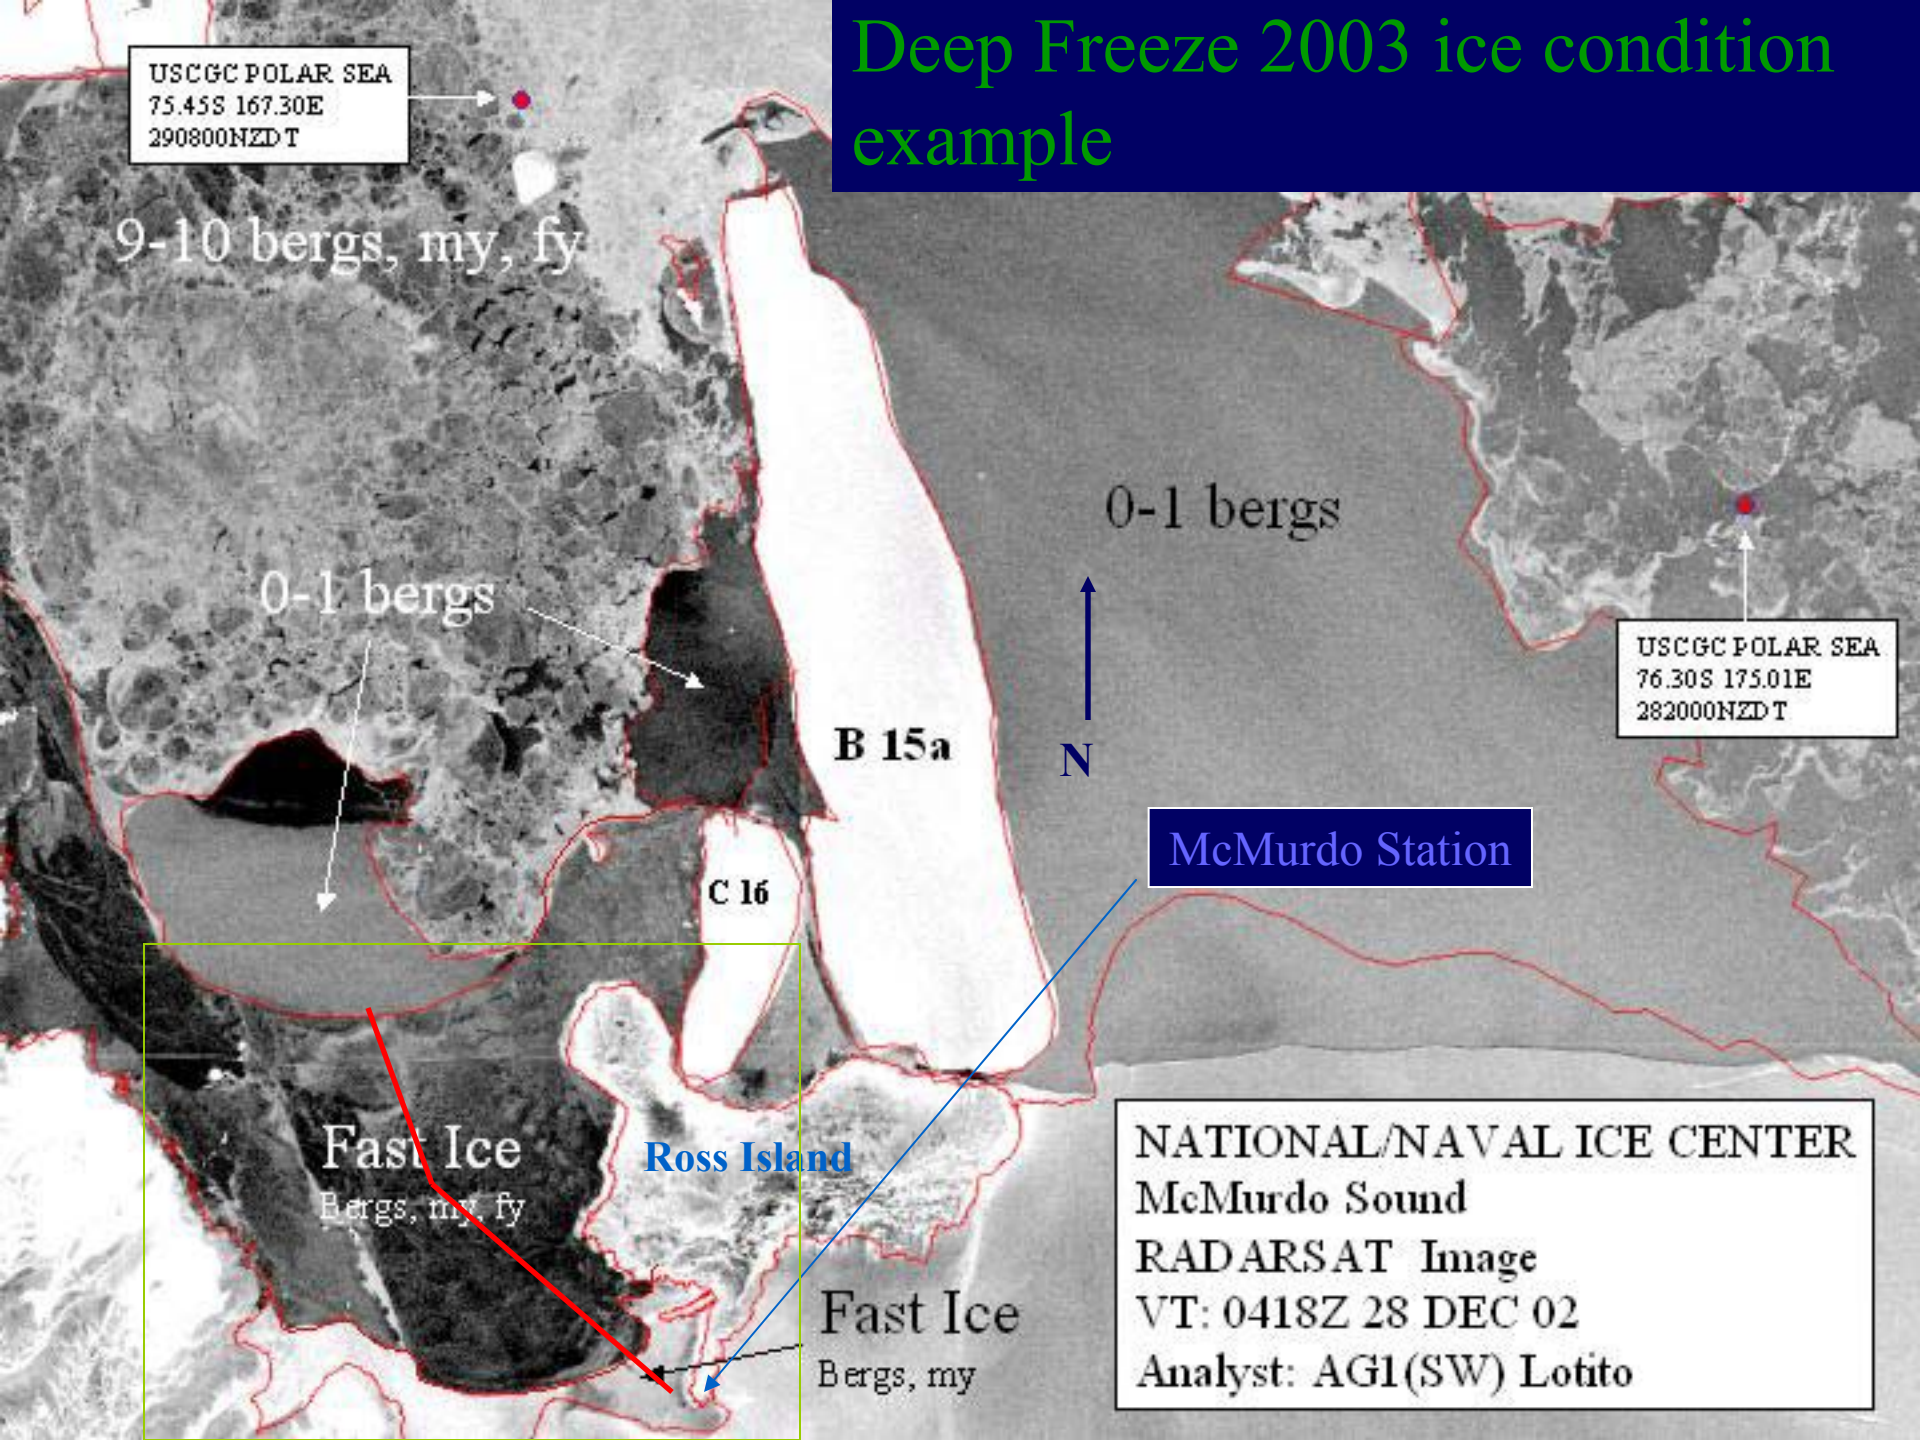 Deep Freeze 2003 ice condition
example
USCGC POLAR SEA
75.45S 167.30E
290800NZDT
9-10 bergs, my, fy
0-1 bergs
0-1 bergs
USCGC POLAR SEA
76.30S 175.01E
282000NZDT
B 15a
N
McMurdo Station
C 16
Fast Ice
Bergs, my, fy
Ross Island
Fast Ice
Bergs, my
NATIONAL/NAVAL ICE CENTER
McMurdo Sound
RADARSAT Image
VT: 0418Z 28 DEC 02
Analyst: AG1(SW) Lotito